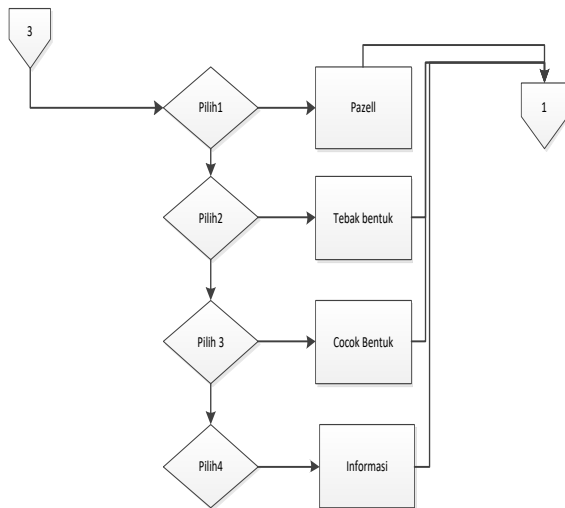 3
Pilih1
Pazell
1
Pilih2
Tebak bentuk
Pilih 3
Cocok Bentuk
Pilih4
Informasi